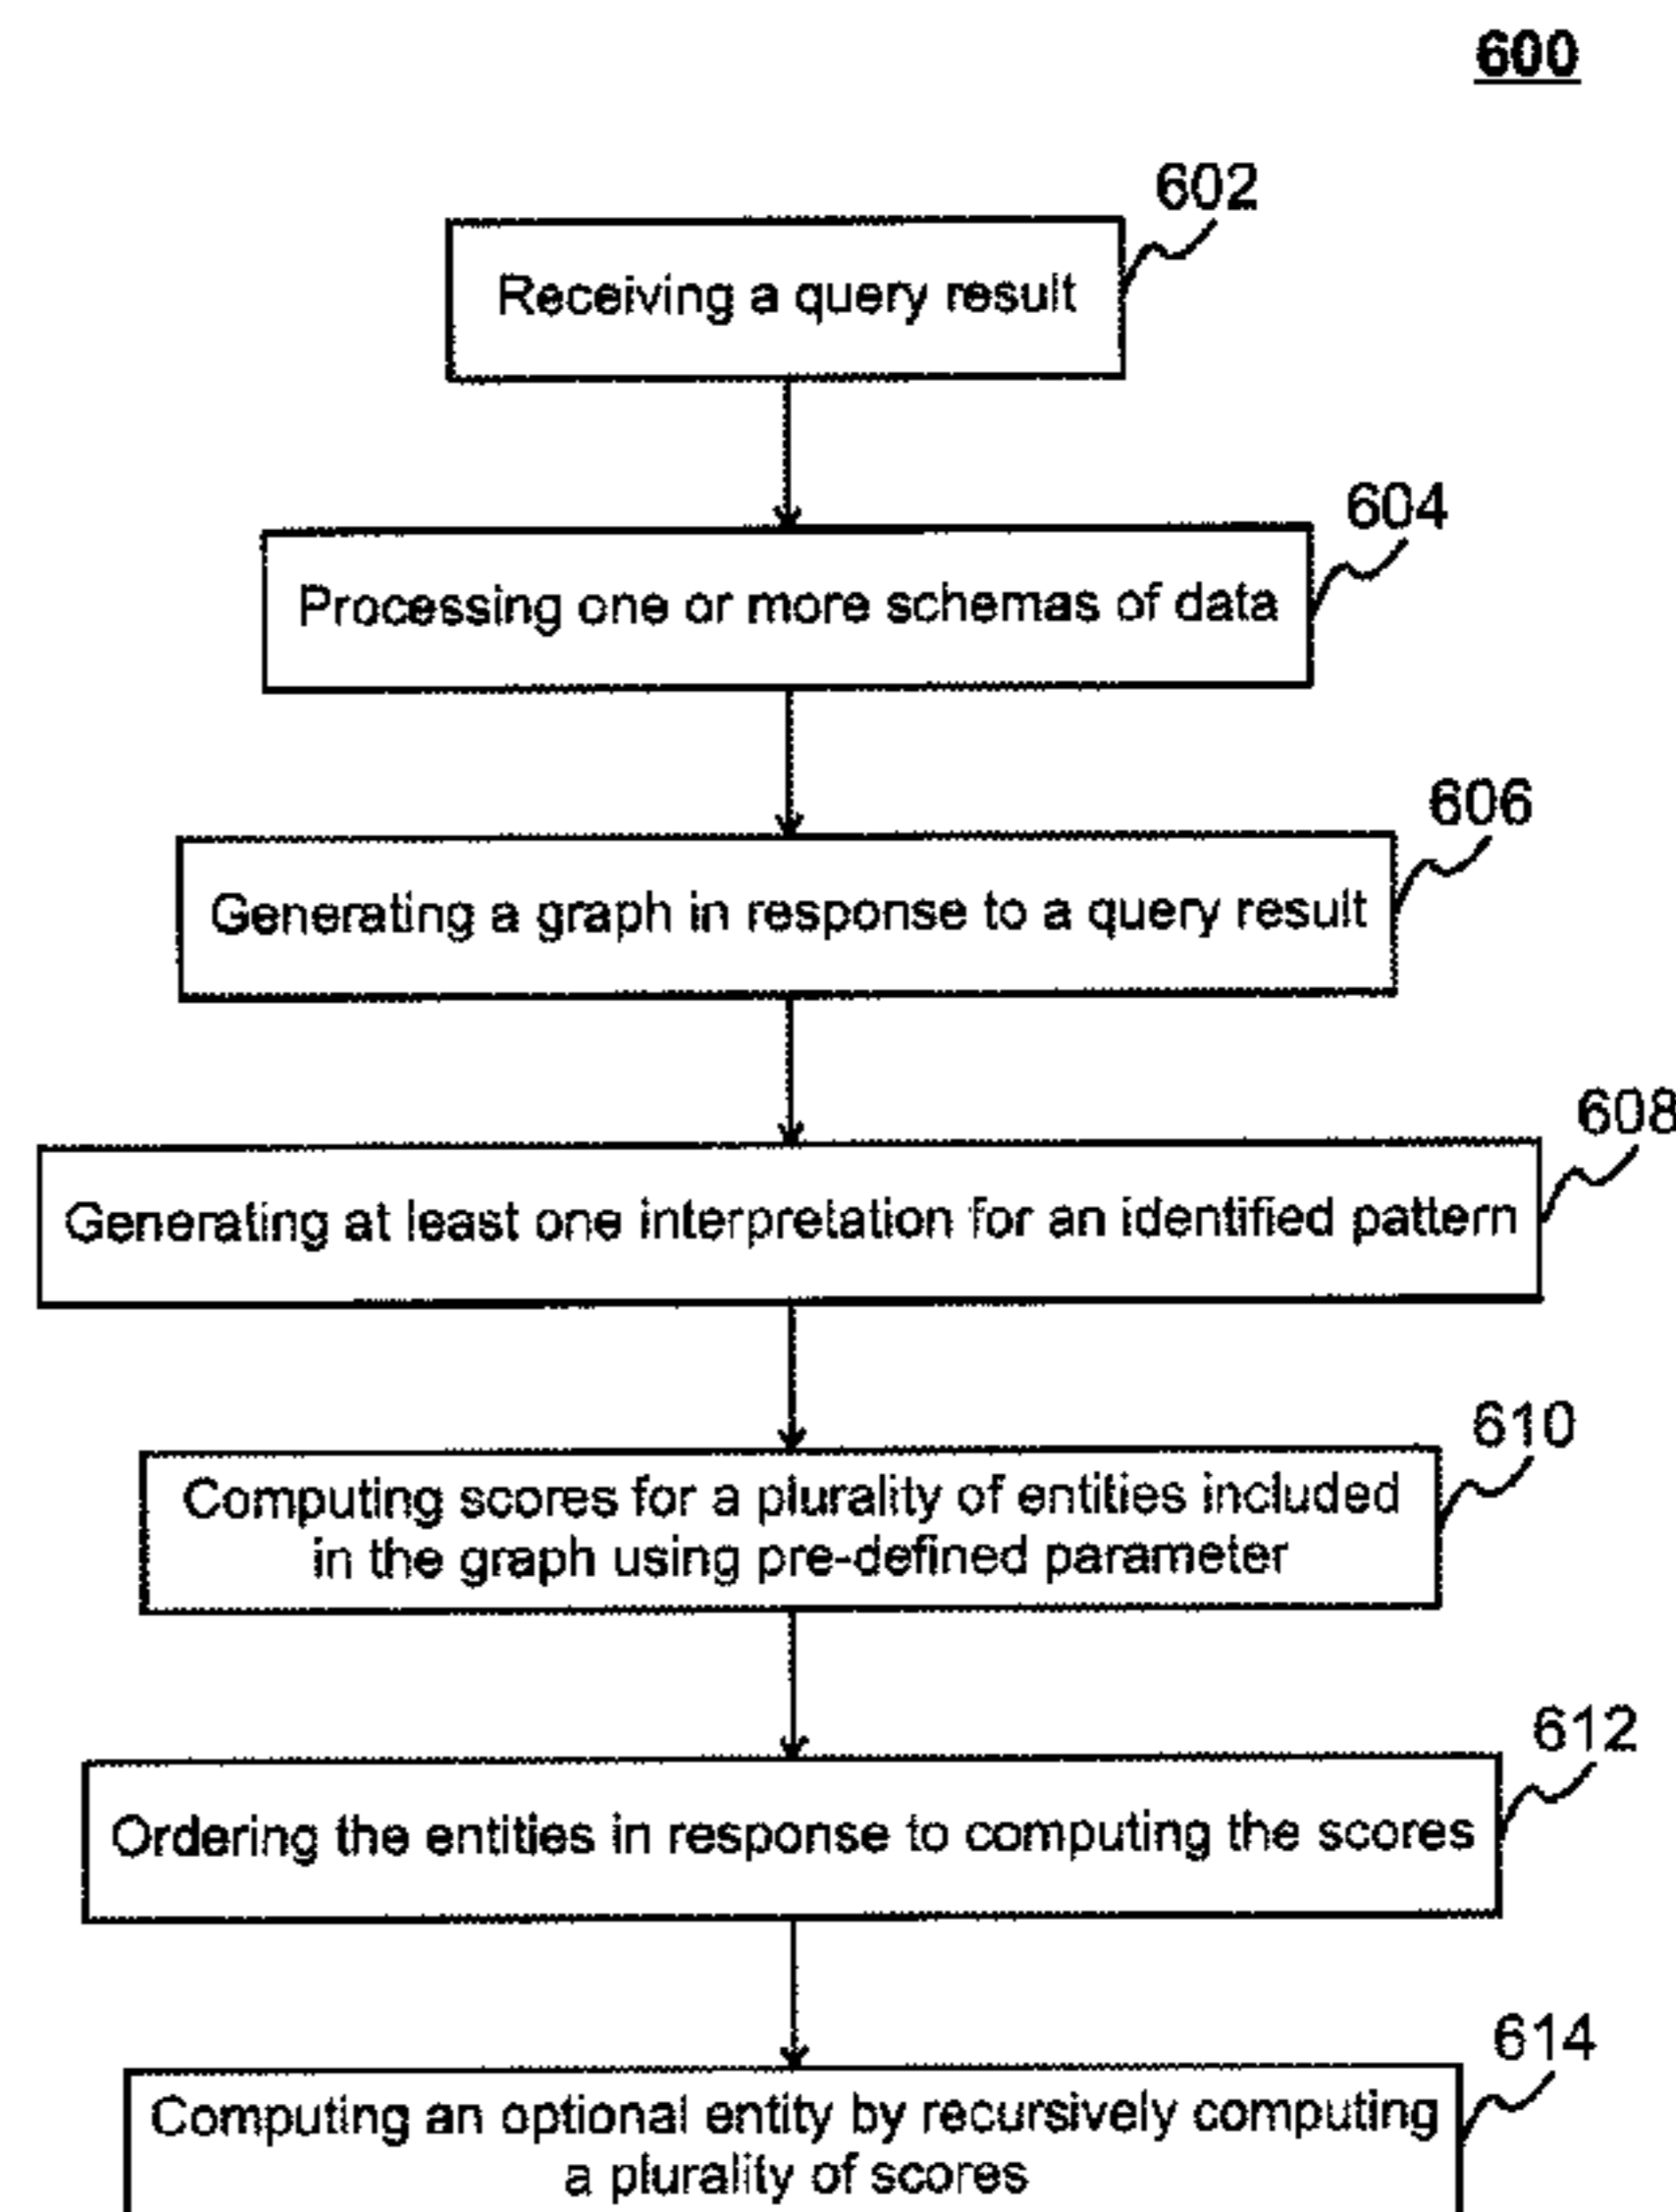 600
602
Receiving a query result
604
Processing one or more schemas of data
606
Generating a graph in response to a query result
608
Generating at least one interpretation for an identified pattern
610
Computing scores for a plurality of entities included
in the graph using pre-defined parameter
612
Ordering the entities in response to computing the scores
614
Computing an optional entity by recursively computing
a plurality of scores